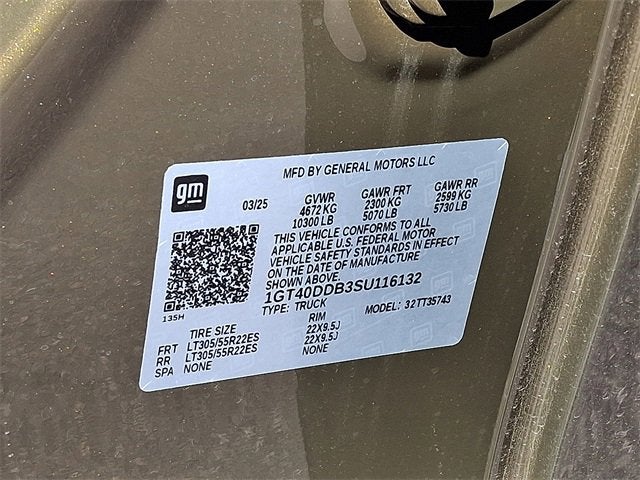 MFD BY GENERAL MOTORS LLC
gm
03/25
GVWR GAWR FRT GAWR RR
4672 KG 2300 KG 2599 KG
10300 LB 5070 LB 5730 LB
THIS VEHICLE CONFORMS TO ALL
APPLICABLE U.S. FEDERAL MOTOR
VEHICLE SAFETY STANDARDS IN EFFECT
ON THE DATE OF MANUFACTURE
1GT40DDB3SU116132
TYPE: TRUCK MODEL: 32TT35743
135H
TIRE SIZE RIM
FRT LT305/55R22ES 22X9.5J
RR LT305/55R22ES 22X9.5J
SPA NONE NONE